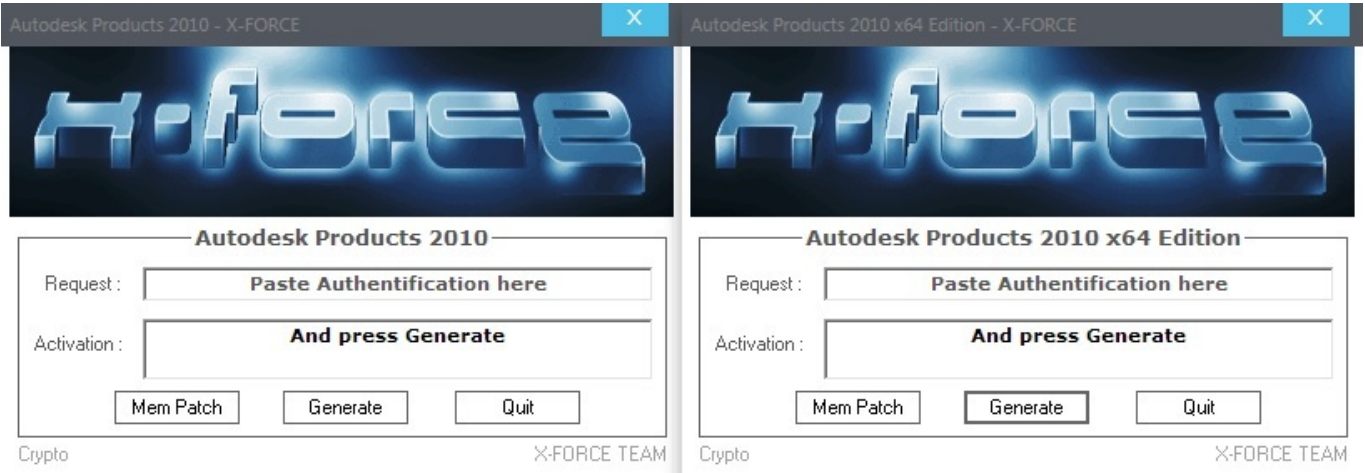 Autodesk Products 2010 - X-FORCE
X
x-force
Autodesk Products 2010
Request :
Paste Authentification here
Activation :
And press Generate
Mem Patch
Generate
Quit
Crypto
X-FORCE TEAM
Autodesk Products 2010 x64 Edition - X-FORCE
X
x-force
Autodesk Products 2010 x64 Edition
Request :
Paste Authentification here
Activation :
And press Generate
Mem Patch
Generate
Quit
Crypto
X-FORCE TEAM